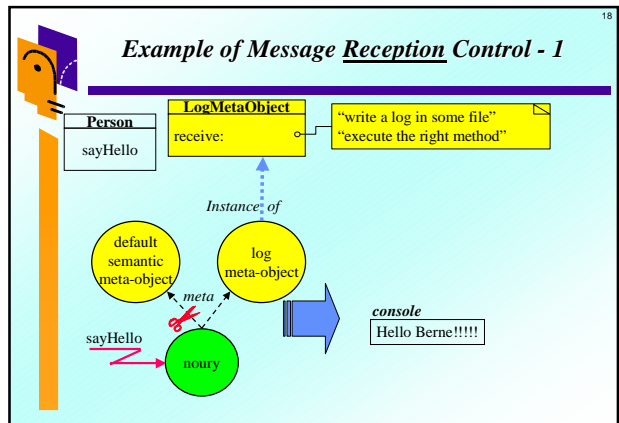 18
Example of Message Reception Control - 1
Person
sayHello
LogMetaObject
receive:
“write a log in some file”
“execute the right method”
Instance of
default
semantic
meta-object
log
meta-object
meta
sayHello
noury
console
Hello Berne!!!!!